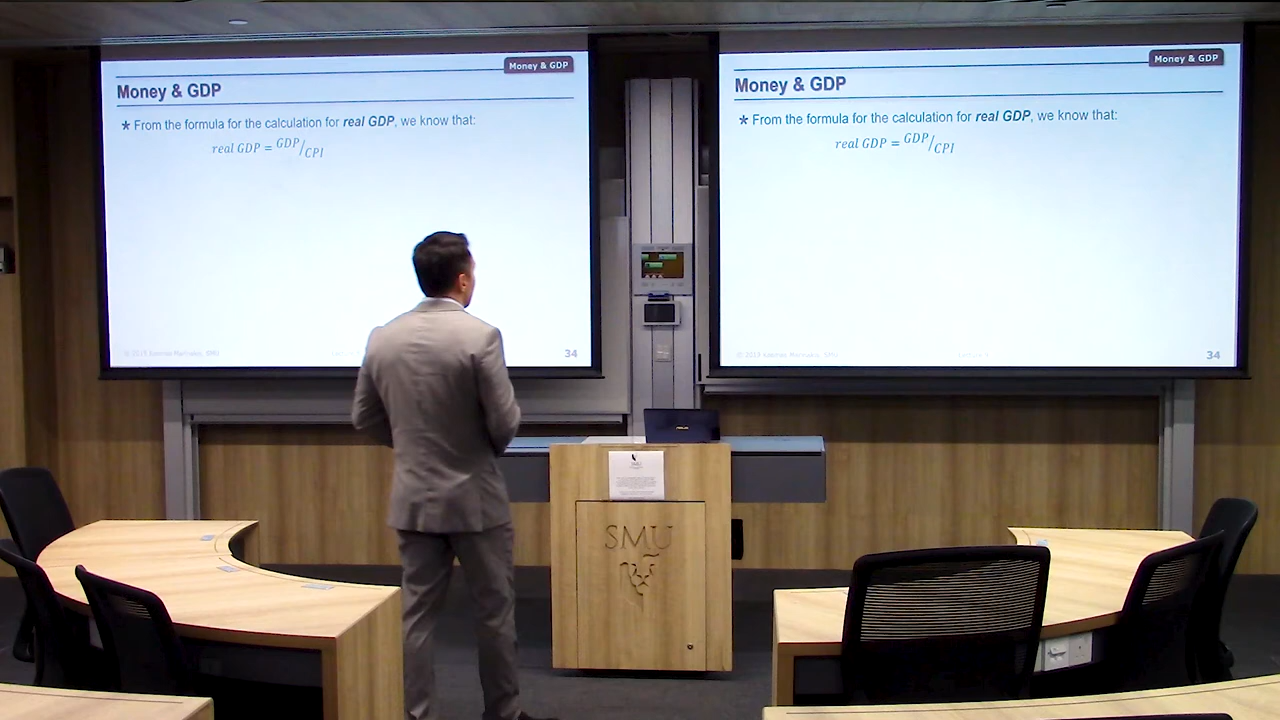 Money & GDP
Money & GDP
* From the formula for the calculation for real GDP, we know that:
real GDP = GDP/CPI
34
Money & GDP
Money & GDP
* From the formula for the calculation for real GDP, we know that:
real GDP = GDP/CPI
34
ASUS
SMU
SMU